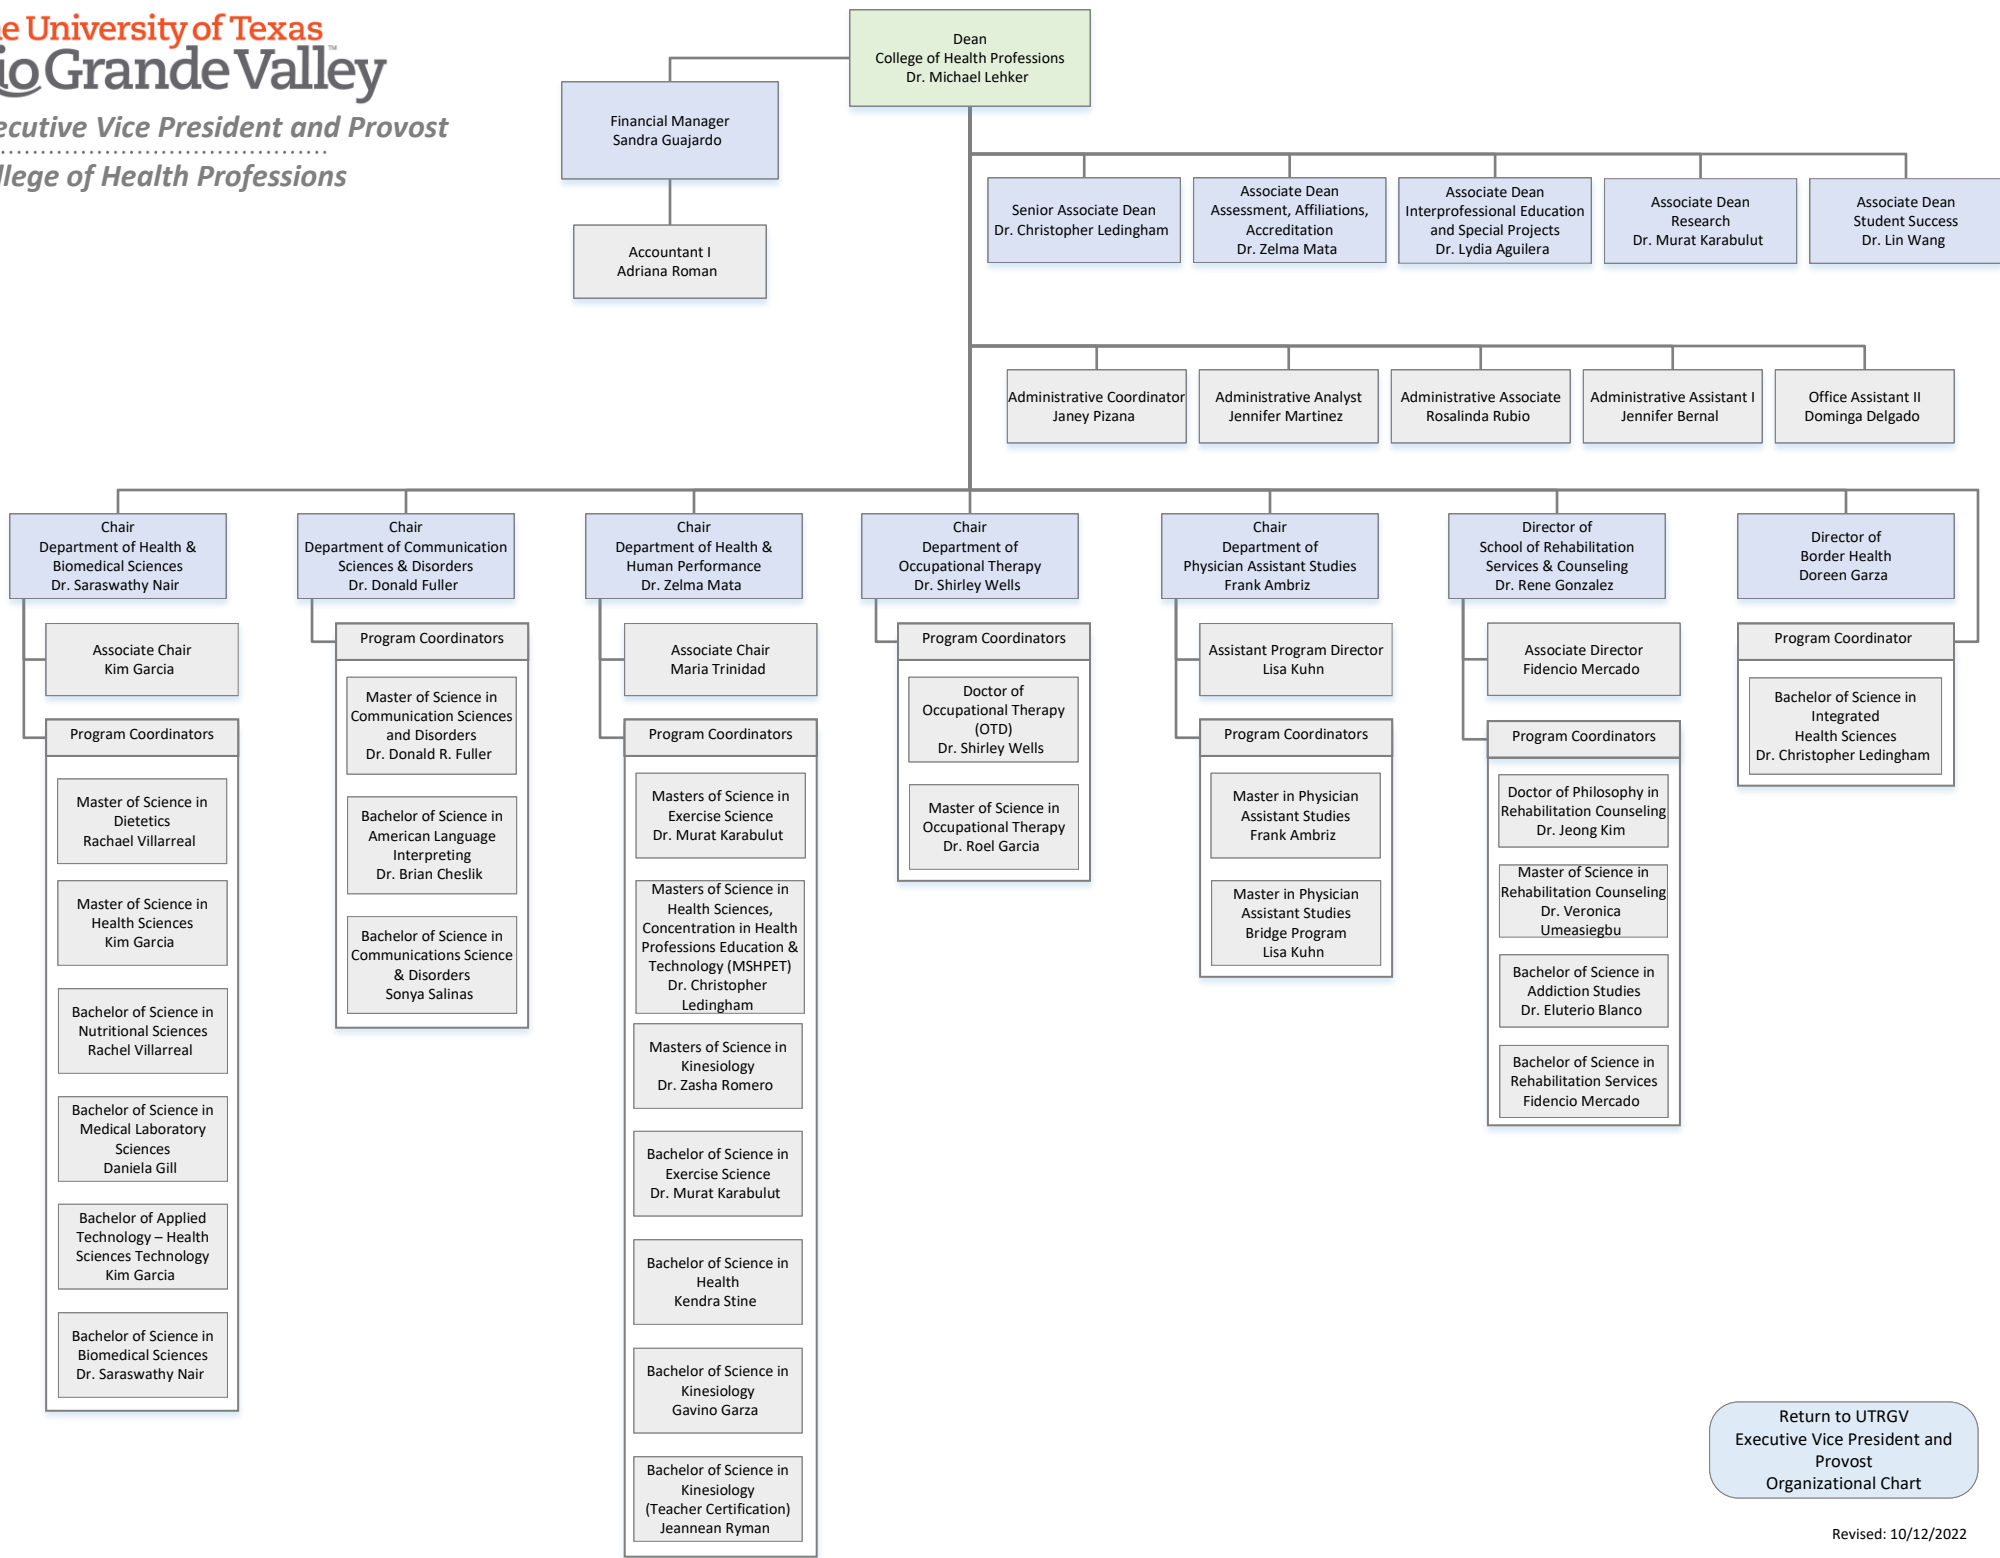 e University of Texas
io Grande Valley™
ecutive Vice President and Provost
llege of Health Professions
Dean
College of Health Professions
Dr. Michael Lehker
Financial Manager
Sandra Guajardo
Accountant I
Adriana Roman
Senior Associate Dean
Dr. Christopher Ledingham
Associate Dean
Assessment, Affiliations,
Accreditation
Dr. Zelma Mata
Associate Dean
Interprofessional Education
and Special Projects
Dr. Lydia Aguilera
Associate Dean
Research
Dr. Murat Karabulut
Associate Dean
Student Success
Dr. Lin Wang
Administrative Coordinator
Janey Pizana
Administrative Analyst
Jennifer Martinez
Administrative Associate
Rosalinda Rubio
Administrative Assistant I
Jennifer Bernal
Office Assistant II
Dominga Delgado
Chair
Department of Health &
Biomedical Sciences
Dr. Saraswathy Nair
Associate Chair
Kim Garcia
Program Coordinators
Master of Science in
Dietetics
Rachael Villarreal
Master of Science in
Health Sciences
Kim Garcia
Bachelor of Science in
Nutritional Sciences
Rachel Villarreal
Bachelor of Science in
Medical Laboratory
Sciences
Daniela Gill
Bachelor of Applied
Technology – Health
Sciences Technology
Kim Garcia
Bachelor of Science in
Biomedical Sciences
Dr. Saraswathy Nair
Chair
Department of Communication
Sciences & Disorders
Dr. Donald Fuller
Program Coordinators
Master of Science in
Communication Sciences
and Disorders
Dr. Donald R. Fuller
Bachelor of Science in
American Language
Interpreting
Dr. Brian Cheslik
Bachelor of Science in
Communications Science
& Disorders
Sonya Salinas
Chair
Department of Health &
Human Performance
Dr. Zelma Mata
Associate Chair
Maria Trinidad
Program Coordinators
Masters of Science in
Exercise Science
Dr. Murat Karabulut
Masters of Science in
Health Sciences,
Concentration in Health
Professions Education &
Technology (MSHPET)
Dr. Christopher
Ledingham
Masters of Science in
Kinesiology
Dr. Zasha Romero
Bachelor of Science in
Exercise Science
Dr. Murat Karabulut
Bachelor of Science in
Health
Kendra Stine
Bachelor of Science in
Kinesiology
Gavino Garza
Bachelor of Science in
Kinesiology
(Teacher Certification)
Jeannean Ryman
Chair
Department of
Occupational Therapy
Dr. Shirley Wells
Program Coordinators
Doctor of
Occupational Therapy
(OTD)
Dr. Shirley Wells
Master of Science in
Occupational Therapy
Dr. Roel Garcia
Chair
Department of
Physician Assistant Studies
Frank Ambriz
Assistant Program Director
Lisa Kuhn
Program Coordinators
Master in Physician
Assistant Studies
Frank Ambriz
Master in Physician
Assistant Studies
Bridge Program
Lisa Kuhn
Director of
School of Rehabilitation
Services & Counseling
Dr. Rene Gonzalez
Associate Director
Fidencio Mercado
Program Coordinators
Doctor of Philosophy in
Rehabilitation Counseling
Dr. Jeong Kim
Master of Science in
Rehabilitation Counseling
Dr. Veronica
Umeasiegbu
Bachelor of Science in
Addiction Studies
Dr. Eluterio Blanco
Bachelor of Science in
Rehabilitation Services
Fidencio Mercado
Director of
Border Health
Doreen Garza
Program Coordinator
Bachelor of Science in
Integrated
Health Sciences
Dr. Christopher Ledingham
Return to UTRGV
Executive Vice President and
Provost
Organizational Chart
Revised: 10/12/2022